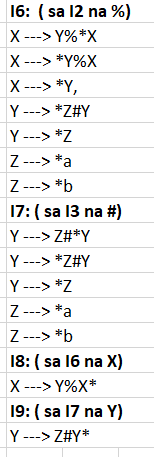 I6:  ( sa I2 na %)
X ---> Y%*X
X ---> *Y%X
X ---> *Y,
Y ---> *Z#Y
Y ---> *Z
Z ---> *a
Z ---> *b
I7: ( sa I3 na #)
Y ---> Z#*Y
Y ---> *Z#Y
Y ---> *Z
Z ---> *a
Z ---> *b
I8: ( sa I6 na X)
X ---> Y%X*
I9: ( sa I7 na Y)
Y ---> Z#Y*